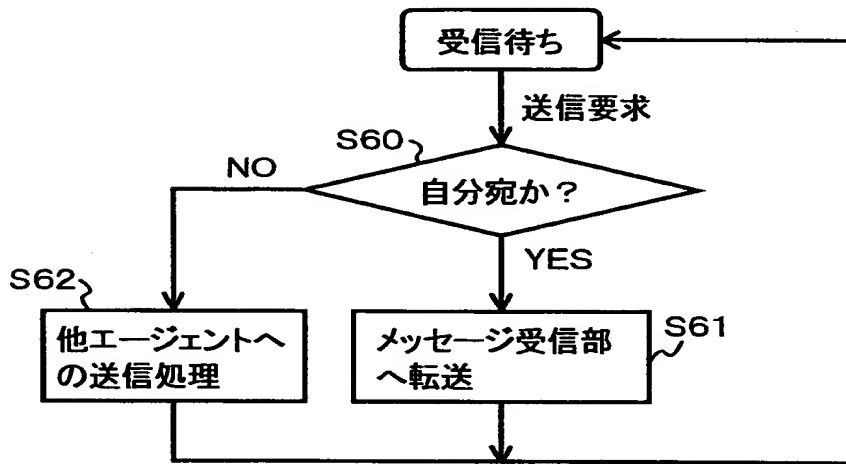 受信待ち
送信要求
S60
NO
自分宛か？
YES
S62
他エージェントへ
の送信処理
メッセージ受信部
へ転送
S61